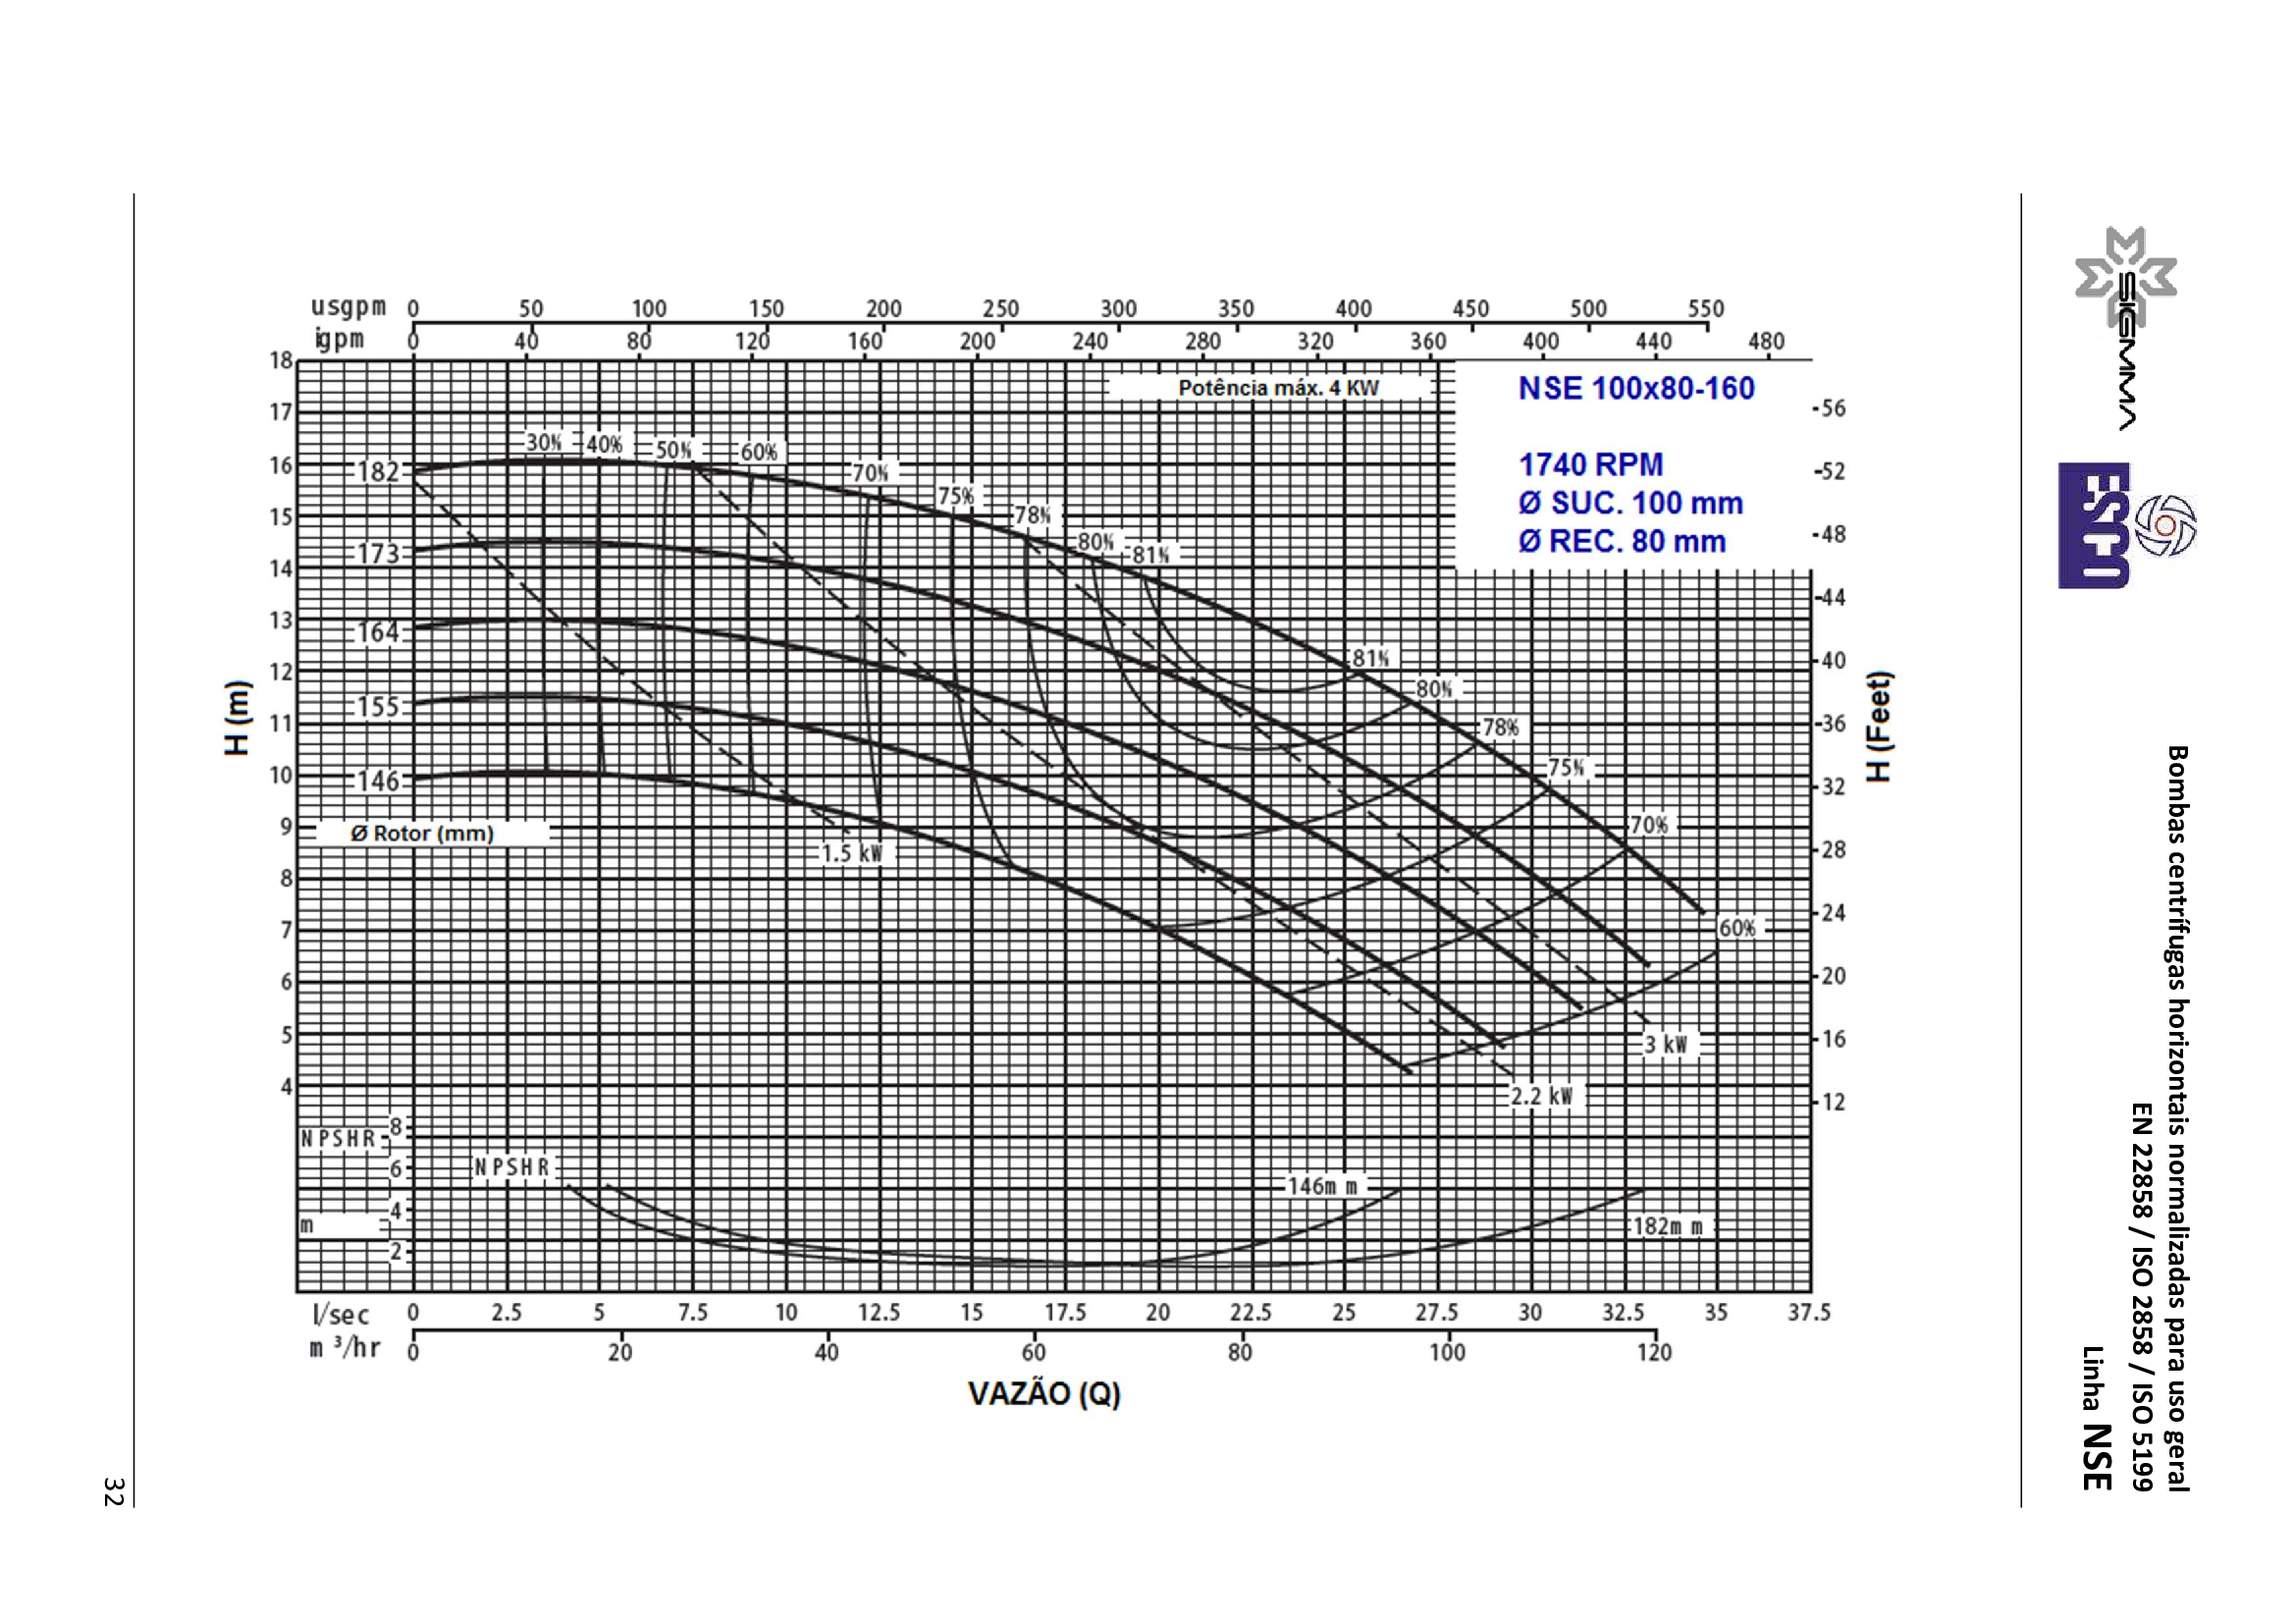 usgpm 0 50 100 150 200 250 300 350 400 450 500 550
igpm 0 40 80 120 160 200 240 280 320 360 400 440 480
Potência máx. 4 KW
NSE 100x80-160
1740 RPM
Ø SUC. 100 mm
Ø REC. 80 mm
18
17
16
15
14
13
12
11
10
9
8
7
6
5
4
H (m)
56
52
48
44
40
36
32
28
24
20
16
12
H (Feet)
30% 40% 50% 60% 70% 75% 78% 80% 81%
81%
80%
78%
75%
70%
60%
182
173
164
155
146
Ø Rotor (mm)
1.5 kW
3 kW
2.2 kW
NPSHR
m
8
6
4
2
NPSHR
146m m
182m m
l/sec 0 2.5 5 7.5 10 12.5 15 17.5 20 22.5 25 27.5 30 32.5 35 37.5
m ³/hr 0 20 40 60 80 100 120
VAZÃO (Q)
SIGMMA
ESCO
Bombas centrífugas horizontais normalizadas para uso geral
EN 22858 / ISO 2858 / ISO 5199
Linha NSE
32